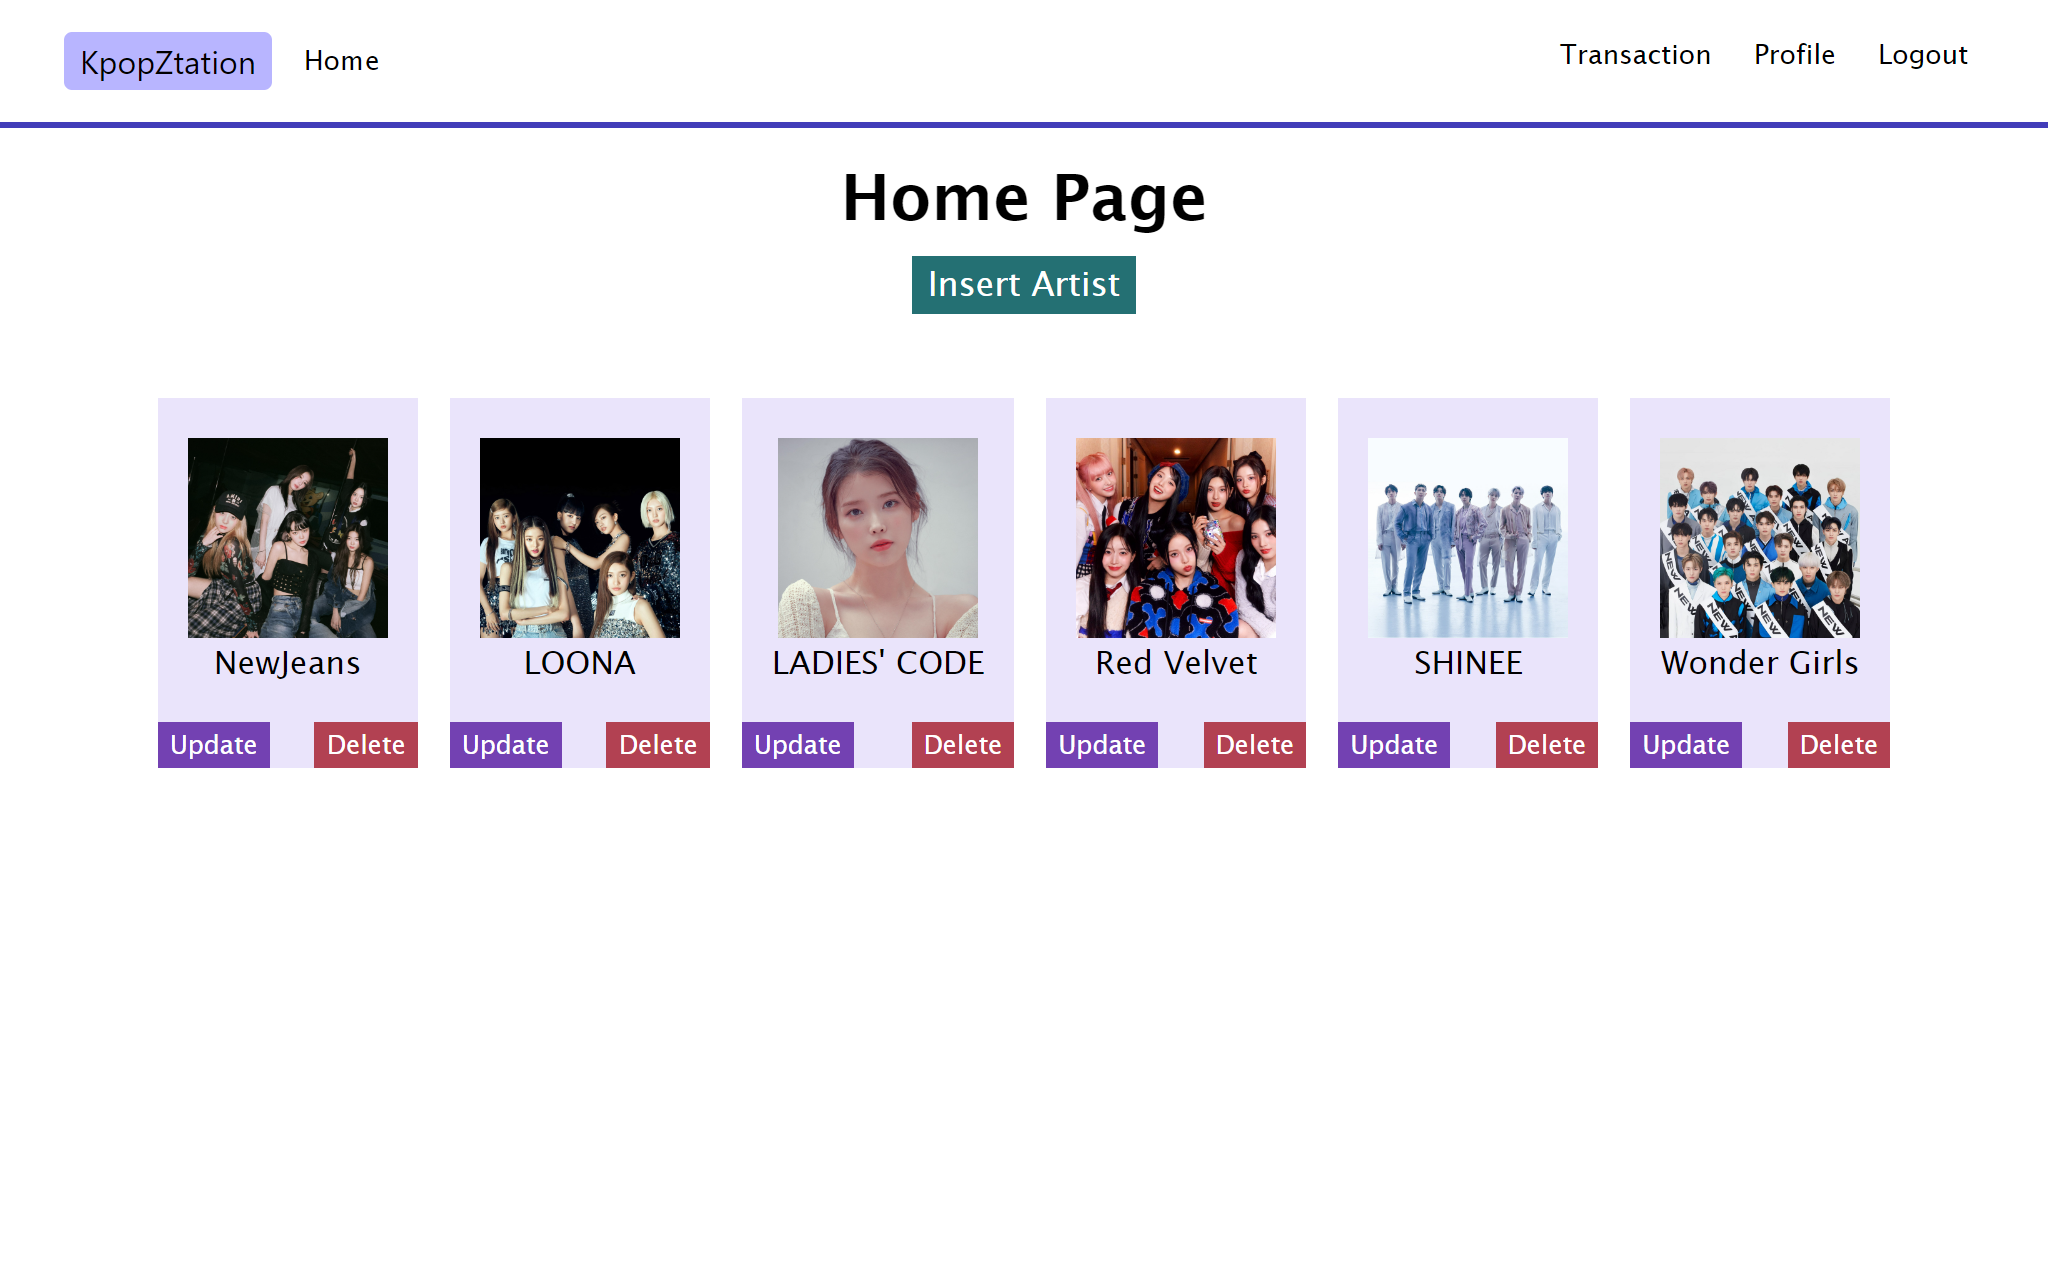 KpopZtation Home Transaction Profile Logout
Home Page
Insert Artist
NewJeans LOONA LADIES' CODE Red Velvet SHINEE Wonder Girls
Update Delete Update Delete Update Delete Update Delete Update Delete Update Delete